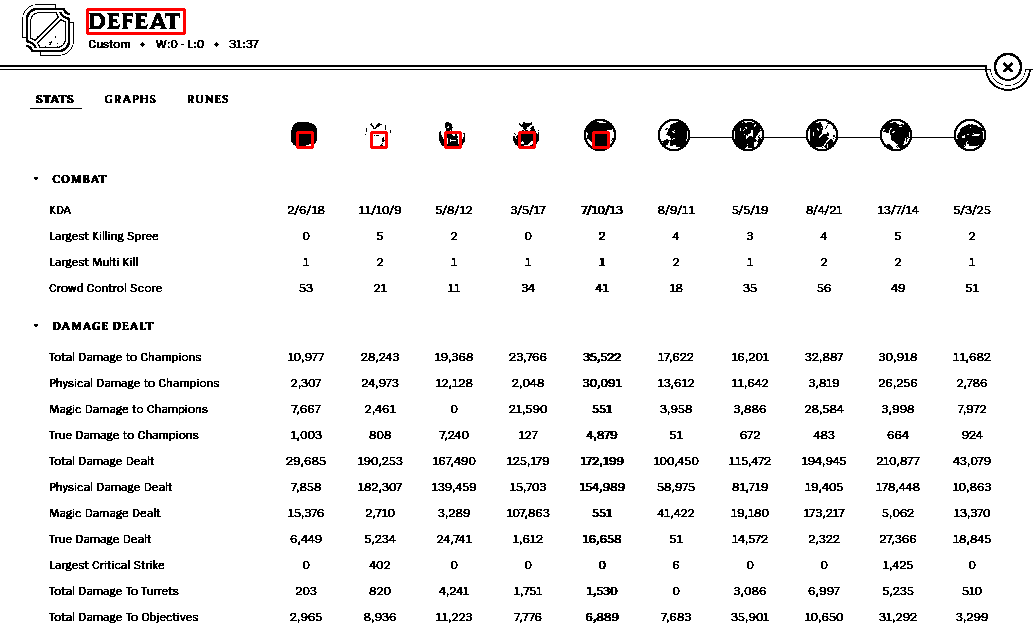 DEFEAT
Custom • W:0 - L:0 • 31:37
STATS GRAPHS RUNES
COMBAT
KDA 2/6/18 11/10/9 5/8/12 3/5/17 7/10/13 8/9/11 5/5/19 8/4/21 13/7/14 5/3/25
Largest Killing Spree 0 5 2 0 2 4 3 4 5 2
Largest Multi Kill 1 2 1 1 1 2 1 2 2 1
Crowd Control Score 53 21 11 34 41 18 35 56 49 51
DAMAGE DEALT
Total Damage to Champions 10,977 28,243 19,368 23,766 35,522 17,622 16,201 32,887 30,918 11,682
Physical Damage to Champions 2,307 24,973 12,128 2,048 30,091 13,612 11,642 3,819 26,256 2,786
Magic Damage to Champions 7,667 2,461 0 21,590 551 3,958 3,886 28,584 3,998 7,972
True Damage to Champions 1,003 808 7,240 127 4,879 51 672 483 664 924
Total Damage Dealt 29,685 190,253 167,490 125,179 172,199 100,450 115,472 194,945 210,877 43,079
Physical Damage Dealt 7,858 182,307 139,459 15,703 154,989 58,975 81,719 19,405 178,448 10,863
Magic Damage Dealt 15,376 2,710 3,289 107,863 551 41,422 19,180 173,217 5,062 13,370
True Damage Dealt 6,449 5,234 24,741 1,612 16,658 51 14,572 2,322 27,366 18,845
Largest Critical Strike 0 402 0 0 0 6 0 0 1,425 0
Total Damage To Turrets 203 820 4,241 1,751 1,530 0 3,086 6,997 5,235 510
Total Damage To Objectives 2,965 8,936 11,223 7,776 6,889 7,683 35,901 10,650 31,292 3,299